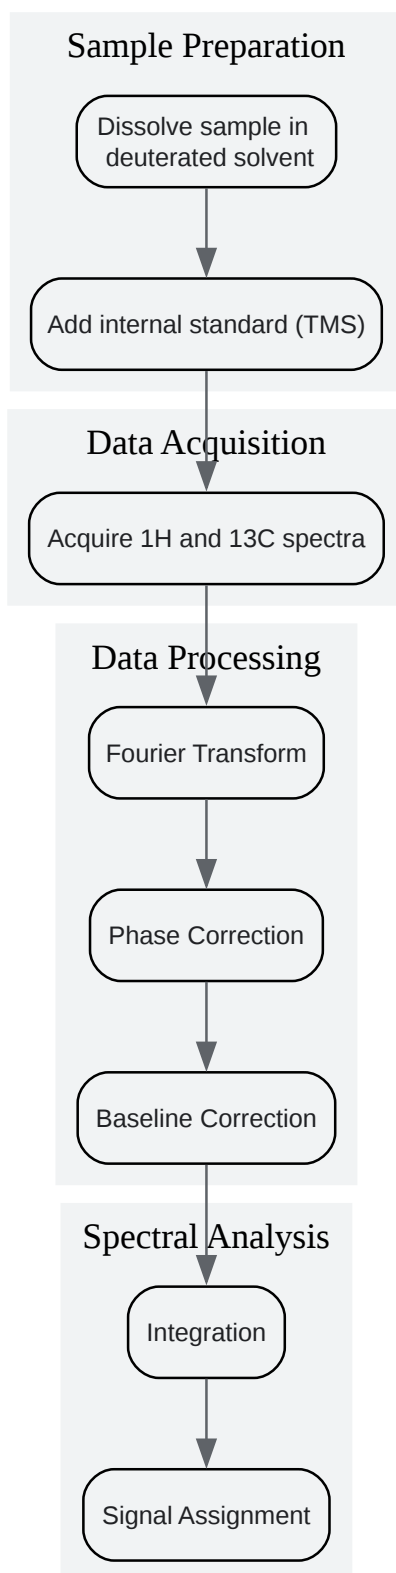 Sample Preparation
Dissolve sample in
deuterated solvent
Add internal standard (TMS)
Data Acquisition
Acquire 1H and 13C spectra
Data Processing
Fourier Transform
Phase Correction
Baseline Correction
Spectral Analysis
Integration
Signal Assignment